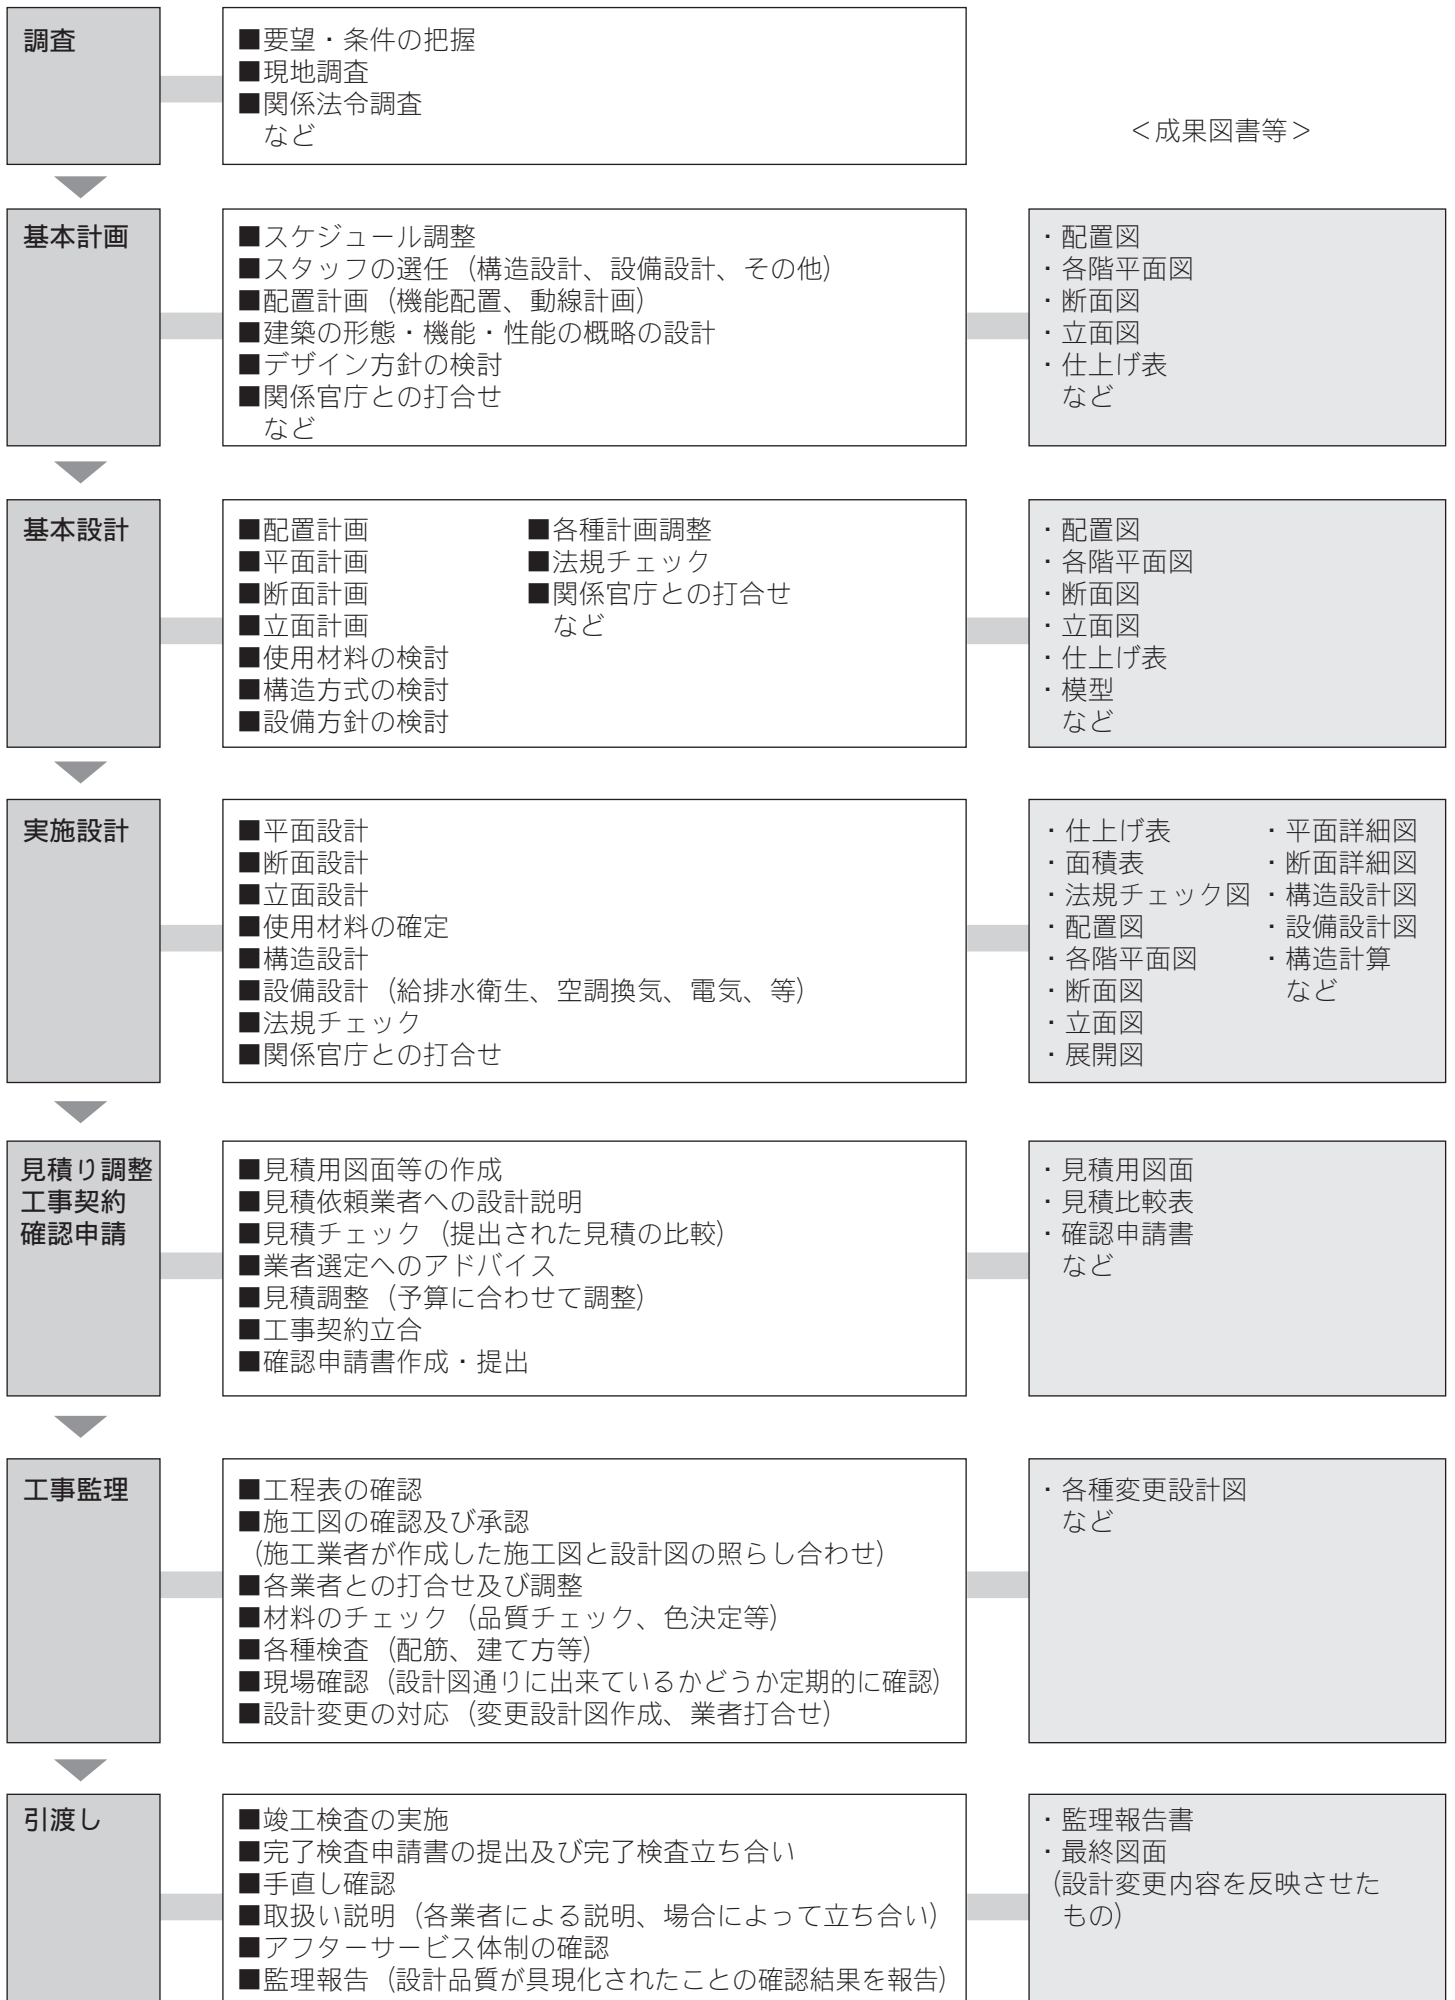 調査
■要望・条件の把握
■現地調査
■関係法令調査
など
＜成果図書等＞
基本計画
■スケジュール調整
■スタッフの選任（構造設計、設備設計、その他）
■配置計画（機能配置、動線計画）
■建築の形態・機能・性能の概略の設計
■デザイン方針の検討
■関係官庁との打合せ
など
・配置図
・各階平面図
・断面図
・立面図
・仕上げ表
など
基本設計
■配置計画
■平面計画
■断面計画
■立面計画
■使用材料の検討
■構造方式の検討
■設備方針の検討
■各種計画調整
■法規チェック
■関係官庁との打合せ
など
・配置図
・各階平面図
・断面図
・立面図
・仕上げ表
・模型
など
実施設計
■平面設計
■断面設計
■立面設計
■使用材料の確定
■構造設計
■設備設計（給排水衛生、空調換気、電気、等）
■法規チェック
■関係官庁との打合せ
・仕上げ表
・面積表
・法規チェック図
・配置図
・各階平面図
・断面図
・立面図
・展開図
・平面詳細図
・断面詳細図
・構造設計図
・設備設計図
・構造計算
など
見積り調整
工事契約
確認申請
■見積用図面等の作成
■見積依頼業者への設計説明
■見積チェック（提出された見積の比較）
■業者選定へのアドバイス
■見積調整（予算に合わせて調整）
■工事契約立合
■確認申請書作成・提出
・見積用図面
・見積比較表
・確認申請書
など
工事監理
■工程表の確認
■施工図の確認及び承認
（施工業者が作成した施工図と設計図の照らし合わせ）
■各業者との打合せ及び調整
■材料のチェック（品質チェック、色決定等）
■各種検査（配筋、建て方等）
■現場確認（設計図通りに出来ているかどうか定期的に確認）
■設計変更の対応（変更設計図作成、業者打合せ）
・各種変更設計図
など
引渡し
■竣工検査の実施
■完了検査申請書の提出及び完了検査立ち合い
■手直し確認
■取扱い説明（各業者による説明、場合によって立ち合い）
■アフターサービス体制の確認
■監理報告（設計品質が具現化されたことの確認結果を報告）
・監理報告書
・最終図面
（設計変更内容を反映させた
もの）